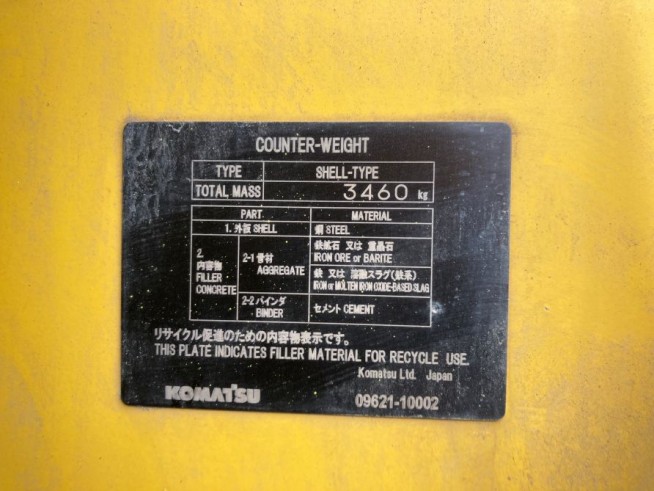 COUNTER-WEIGHT
TYPE SHELL-TYPE
TOTAL MASS 3460 kg
PART MATERIAL
1. 外板 SHELL 鋼 STEEL
2. 内容物 FILLER CONCRETE
2-1 骨材 AGGREGATE
鉄鉱石 又は 重晶石
IRON ORE or BARITE
鉄 又は 溶融スラグ(鉄系)
IRON or MOLTEN IRON OXIDE-BASED SLAG
2-2 バインダ BINDER
セメント CEMENT
リサイクル促進のための内容物表示です。
THIS PLATE INDICATES FILLER MATERIAL FOR RECYCLE USE.
Komatsu Ltd. Japan
KOMATSU 09621-10002